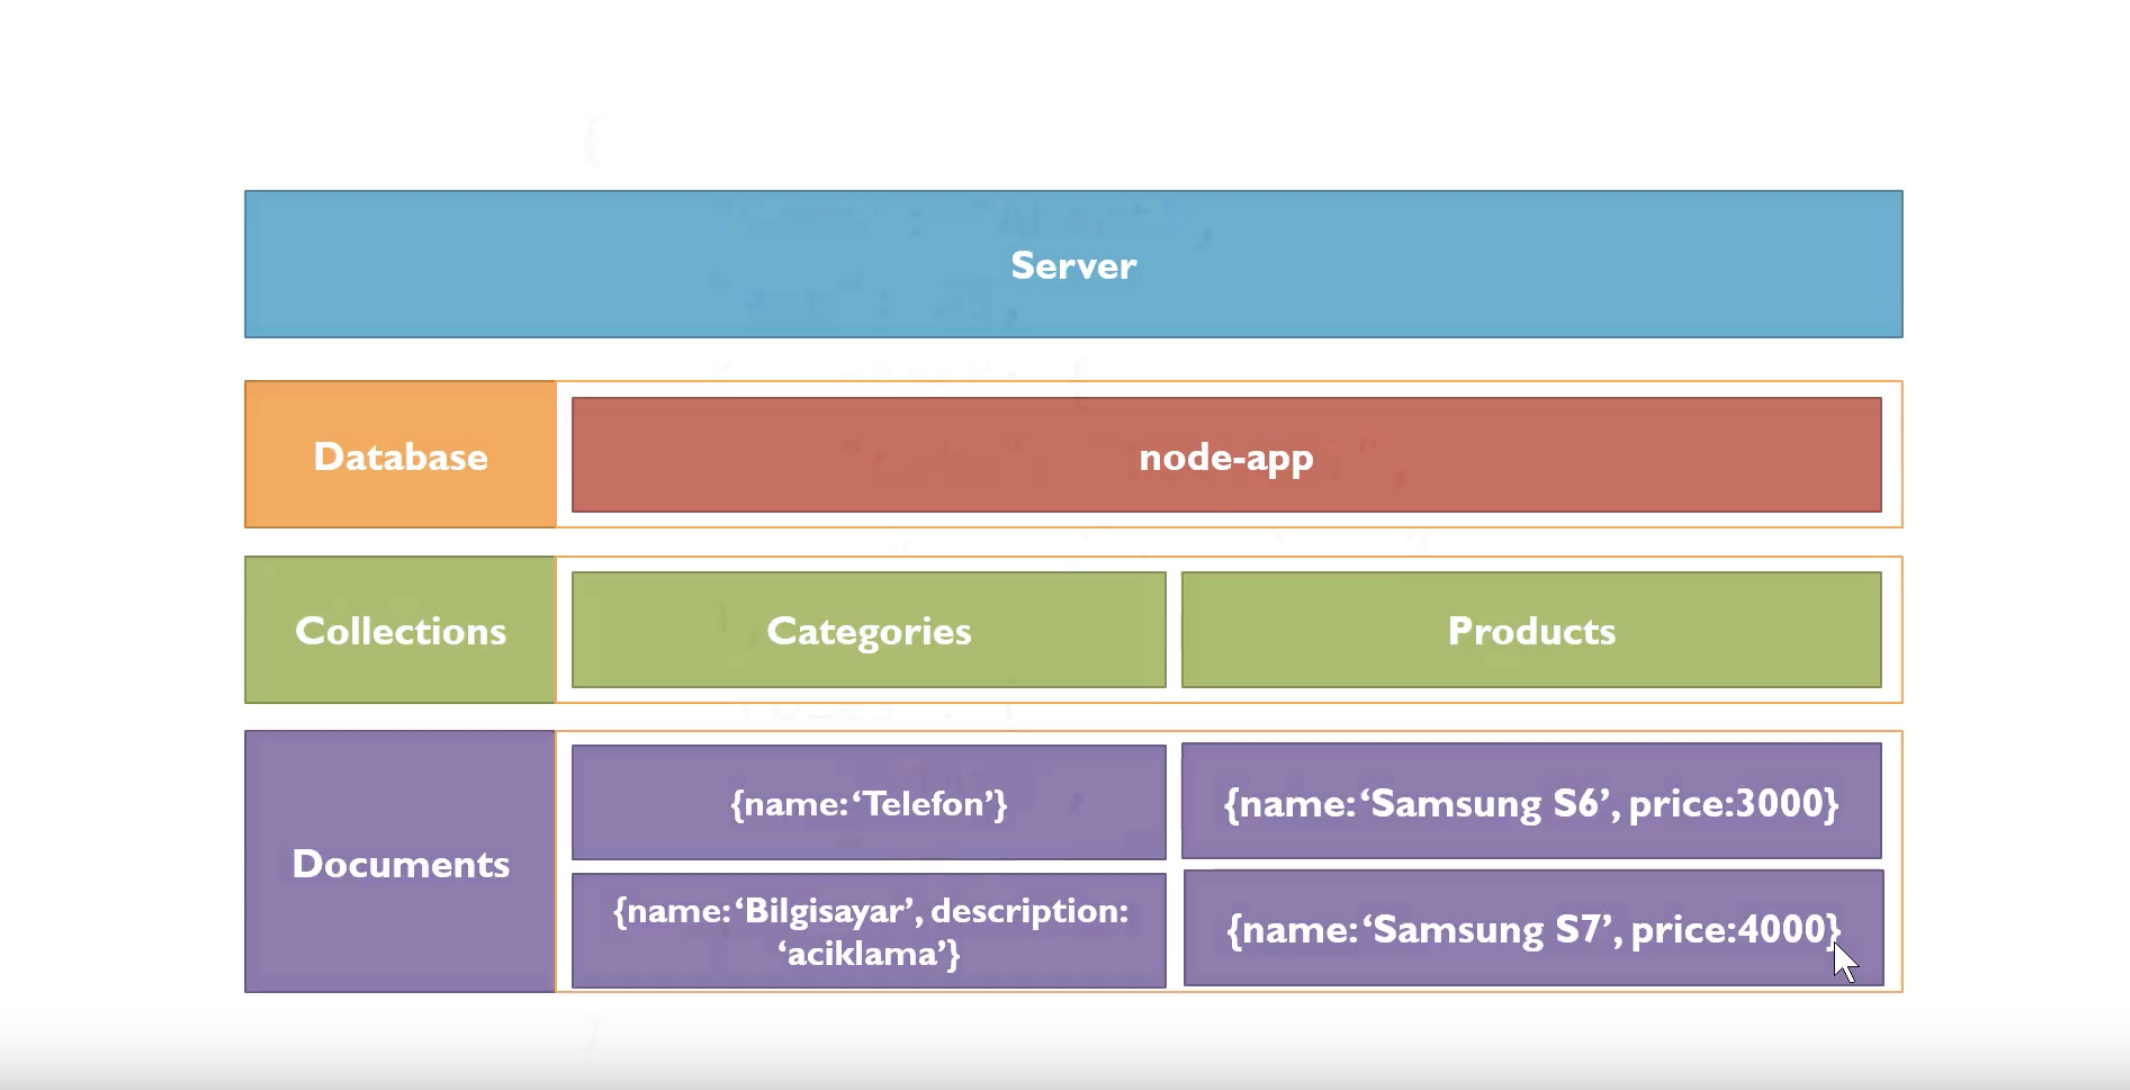 Server
Database
node-app
Collections
Categories
Products
Documents
{name:‘Telefon’}
{name:‘Samsung S6’, price:3000}
{name:‘Bilgisayar’, description:
‘aciklama’}
{name:‘Samsung S7’, price:4000}